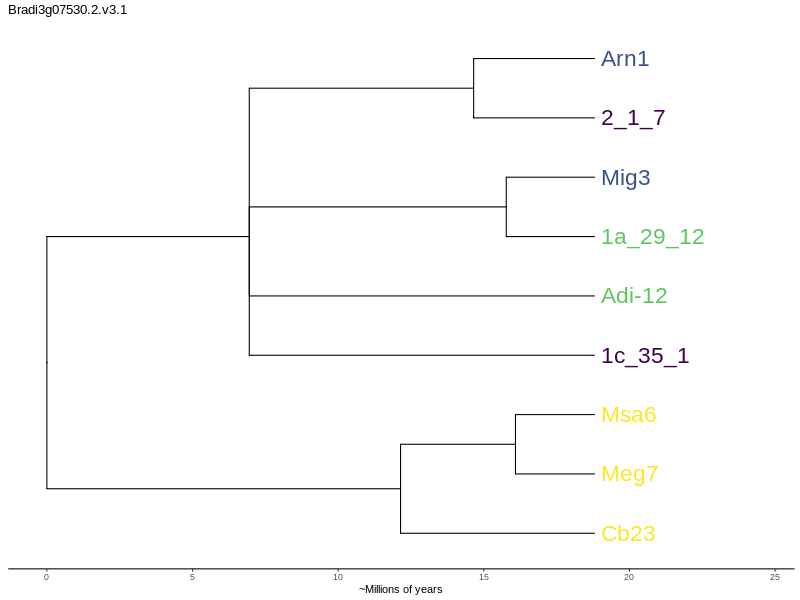 Bradi3g07530.2.v3.1
Arn1
2_1_7
Mig3
1a_29_12
Adi-12
1c_35_1
Msa6
Meg7
Cb23
0 5 10 15 20 25
~Millions of years